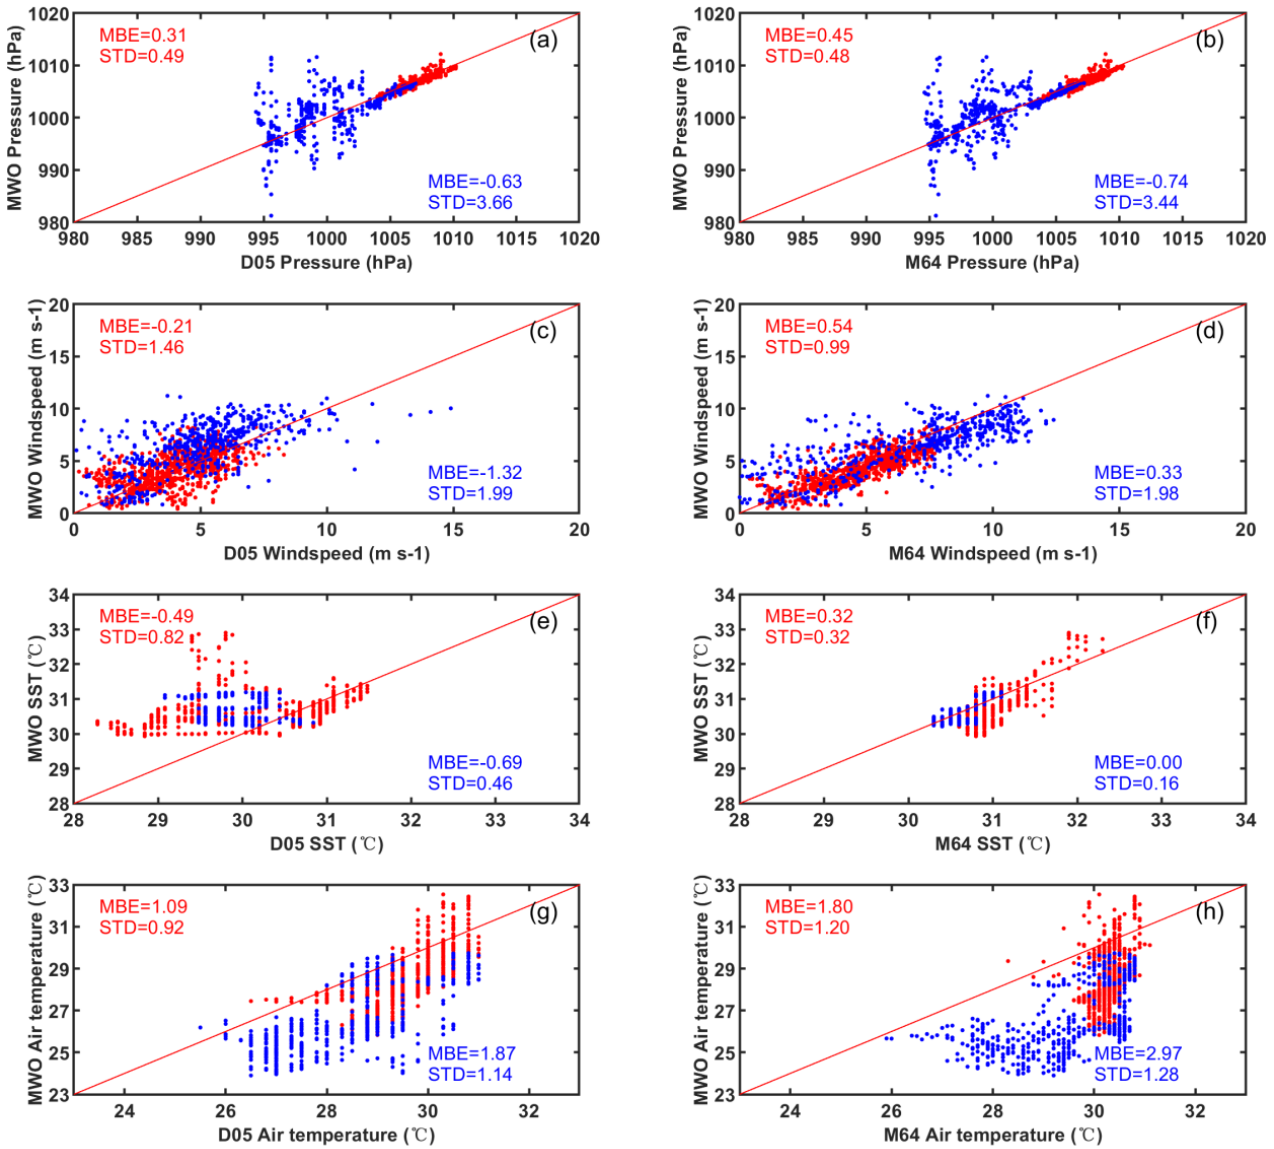 MBE=0.31
STD=0.49
(a)
MBE=-0.63
STD=3.66
MWO Pressure (hPa)
1020
1010
1000
990
980
980 985 990 995 1000 1005 1010 1015 1020
D05 Pressure (hPa)
MBE=0.45
STD=0.48
(b)
MBE=-0.74
STD=3.44
MWO Pressure (hPa)
1020
1010
1000
990
980
980 985 990 995 1000 1005 1010 1015 1020
M64 Pressure (hPa)
MBE=-0.21
STD=1.46
(c)
MBE=-1.32
STD=1.99
MWO Windspeed (m s-1)
20
15
10
5
0
0 5 10 15 20
D05 Windspeed (m s-1)
MBE=0.54
STD=0.99
(d)
MBE=0.33
STD=1.98
MWO Windspeed (m s-1)
20
15
10
5
0
0 5 10 15 20
M64 Windspeed (m s-1)
MBE=-0.49
STD=0.82
(e)
MBE=-0.69
STD=0.46
MWO SST (℃)
34
33
32
31
30
29
28
28 29 30 31 32 33 34
D05 SST (℃)
MBE=0.32
STD=0.32
(f)
MBE=0.00
STD=0.16
MWO SST (℃)
34
33
32
31
30
29
28
28 29 30 31 32 33 34
M64 SST (℃)
MBE=1.09
STD=0.92
(g)
MBE=1.87
STD=1.14
MWO Air temperature (℃)
33
31
29
27
25
23
24 26 28 30 32
D05 Air temperature (℃)
MBE=1.80
STD=1.20
(h)
MBE=2.97
STD=1.28
MWO Air temperature (℃)
33
31
29
27
25
23
24 26 28 30 32
M64 Air temperature (℃)